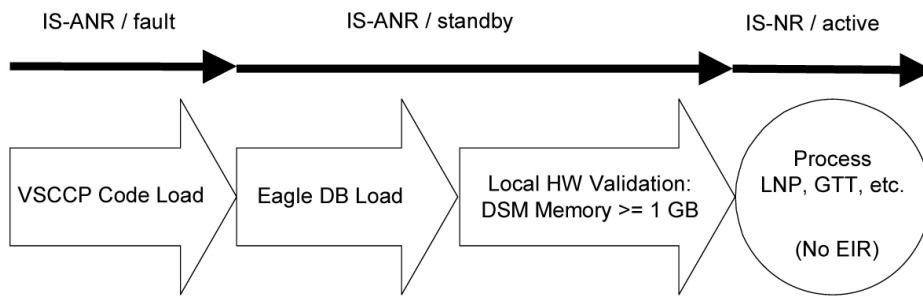 IS-ANR / fault
IS-ANR / standby
IS-NR / active
VSCCP Code Load
Eagle DB Load
Local HW Validation:
DSM Memory >= 1 GB
Process
LNP, GTT, etc.
(No EIR)